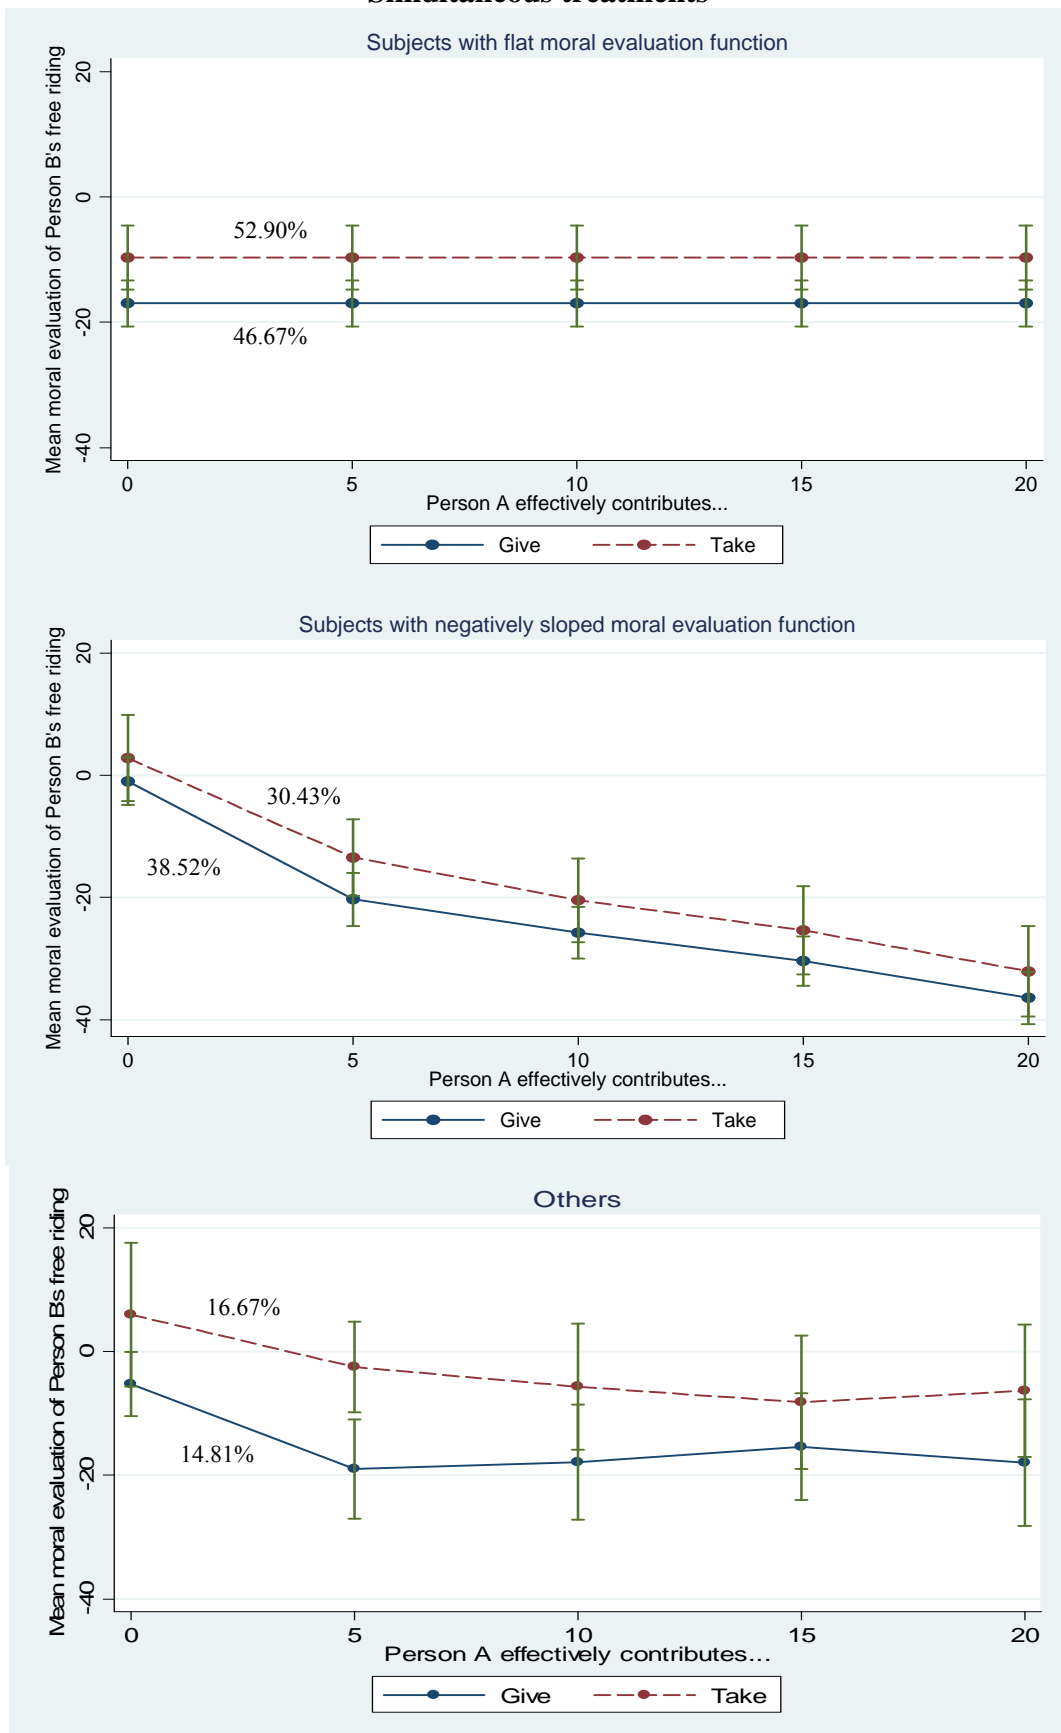 Simultaneous treatments
Subjects with flat moral evaluation function
Mean moral evaluation of Person B's free riding
20
0
-20
-40
52.90%
46.67%
0 5 10 15 20
Person A effectively contributes...
Give Take
Subjects with negatively sloped moral evaluation function
Mean moral evaluation of Person B's free riding
20
0
-20
-40
30.43%
38.52%
0 5 10 15 20
Person A effectively contributes...
Give Take
Others
Mean moral evaluation of Person B's free riding
20
0
-20
-40
16.67%
14.81%
0 5 10 15 20
Person A effectively contributes...
Give Take